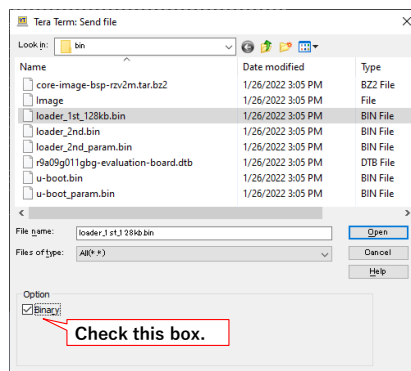 Tera Term: Send file
Look in: bin
Name Date modified Type
core-image-bsp-rzv2m.tar.bz2 1/26/2022 3:05 PM BZ2 File
Image 1/26/2022 3:05 PM File
loader_1st_128kb.bin 1/26/2022 3:05 PM BIN File
loader_2nd.bin 1/26/2022 3:05 PM BIN File
loader_2nd_param.bin 1/26/2022 3:05 PM BIN File
r9a09g011gbg-evaluation-board.dtb 1/26/2022 3:05 PM DTB File
u-boot.bin 1/26/2022 3:05 PM BIN File
u-boot_param.bin 1/26/2022 3:05 PM BIN File
File name: loader_1st_128kb.bin Open
Files of type: All(*.*) Cancel
Help
Option
Binary
Check this box.